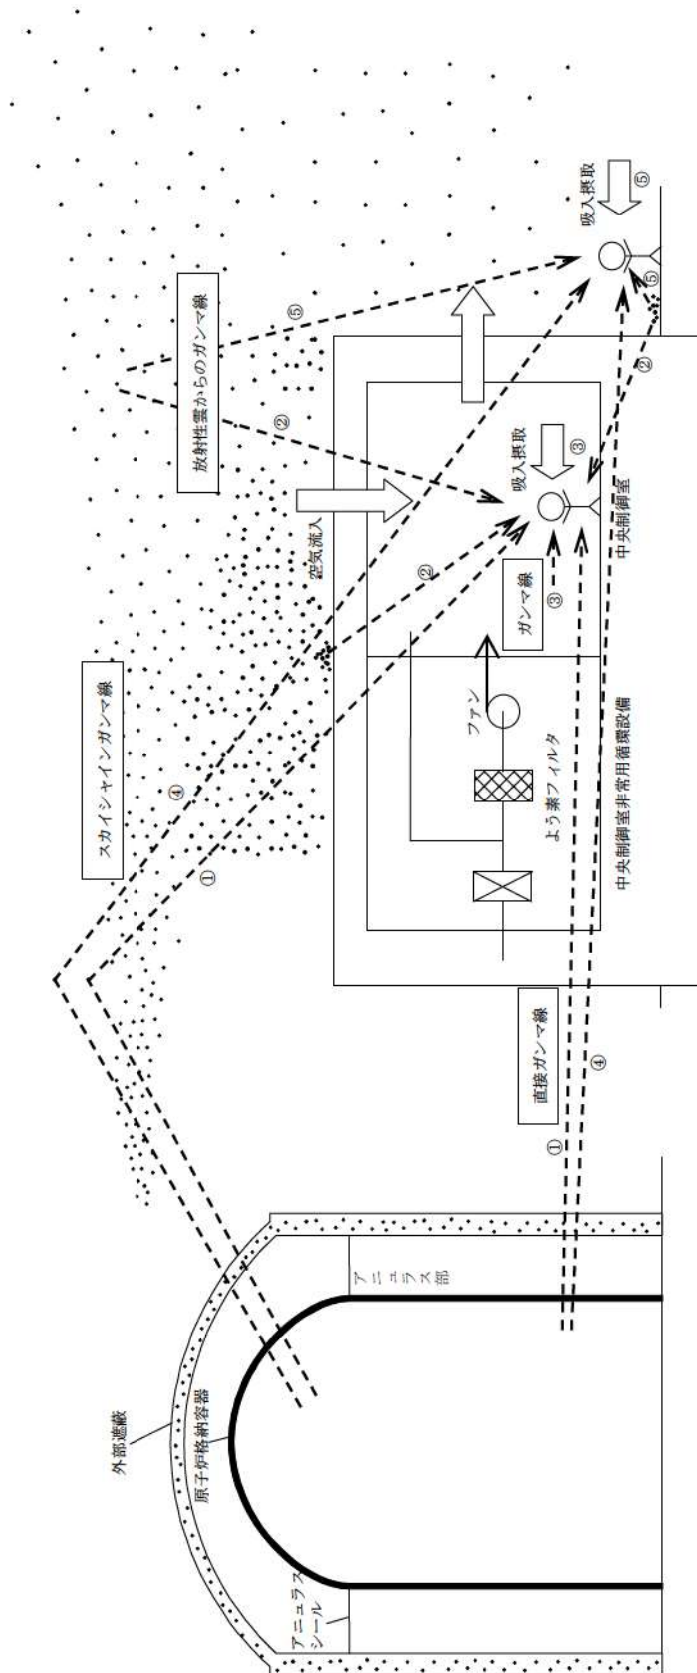 外部遮蔽
原子炉格納容器
アニュラス
シール
アニュラス
部
スカイシャインガンマ線
放射性雲からのガンマ線
①
④
②
⑤
②
空気流入
直接ガンマ線
①
④
ガンマ線
③
吸入摂取
③
吸入摂取
⑤
⑤
②
ファン
よう素フィルタ
中央制御室非常用循環設備
中央制御室